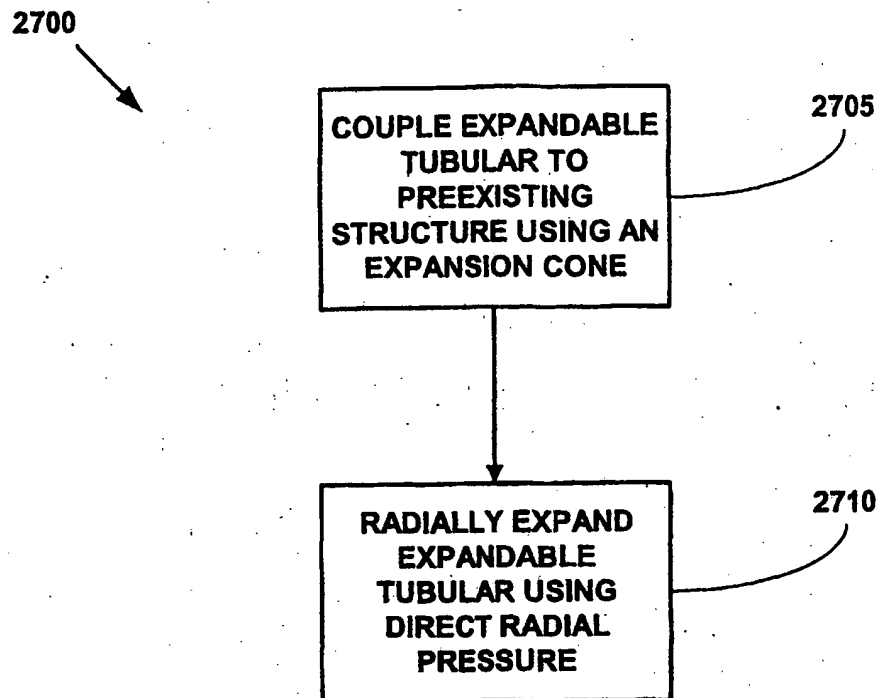 2700
COUPLE EXPANDABLE
TUBULAR TO
PREEXISTING
STRUCTURE USING AN
EXPANSION CONE
2705
RADIALLY EXPAND
EXPANDABLE
TUBULAR USING
DIRECT RADIAL
PRESSURE
2710